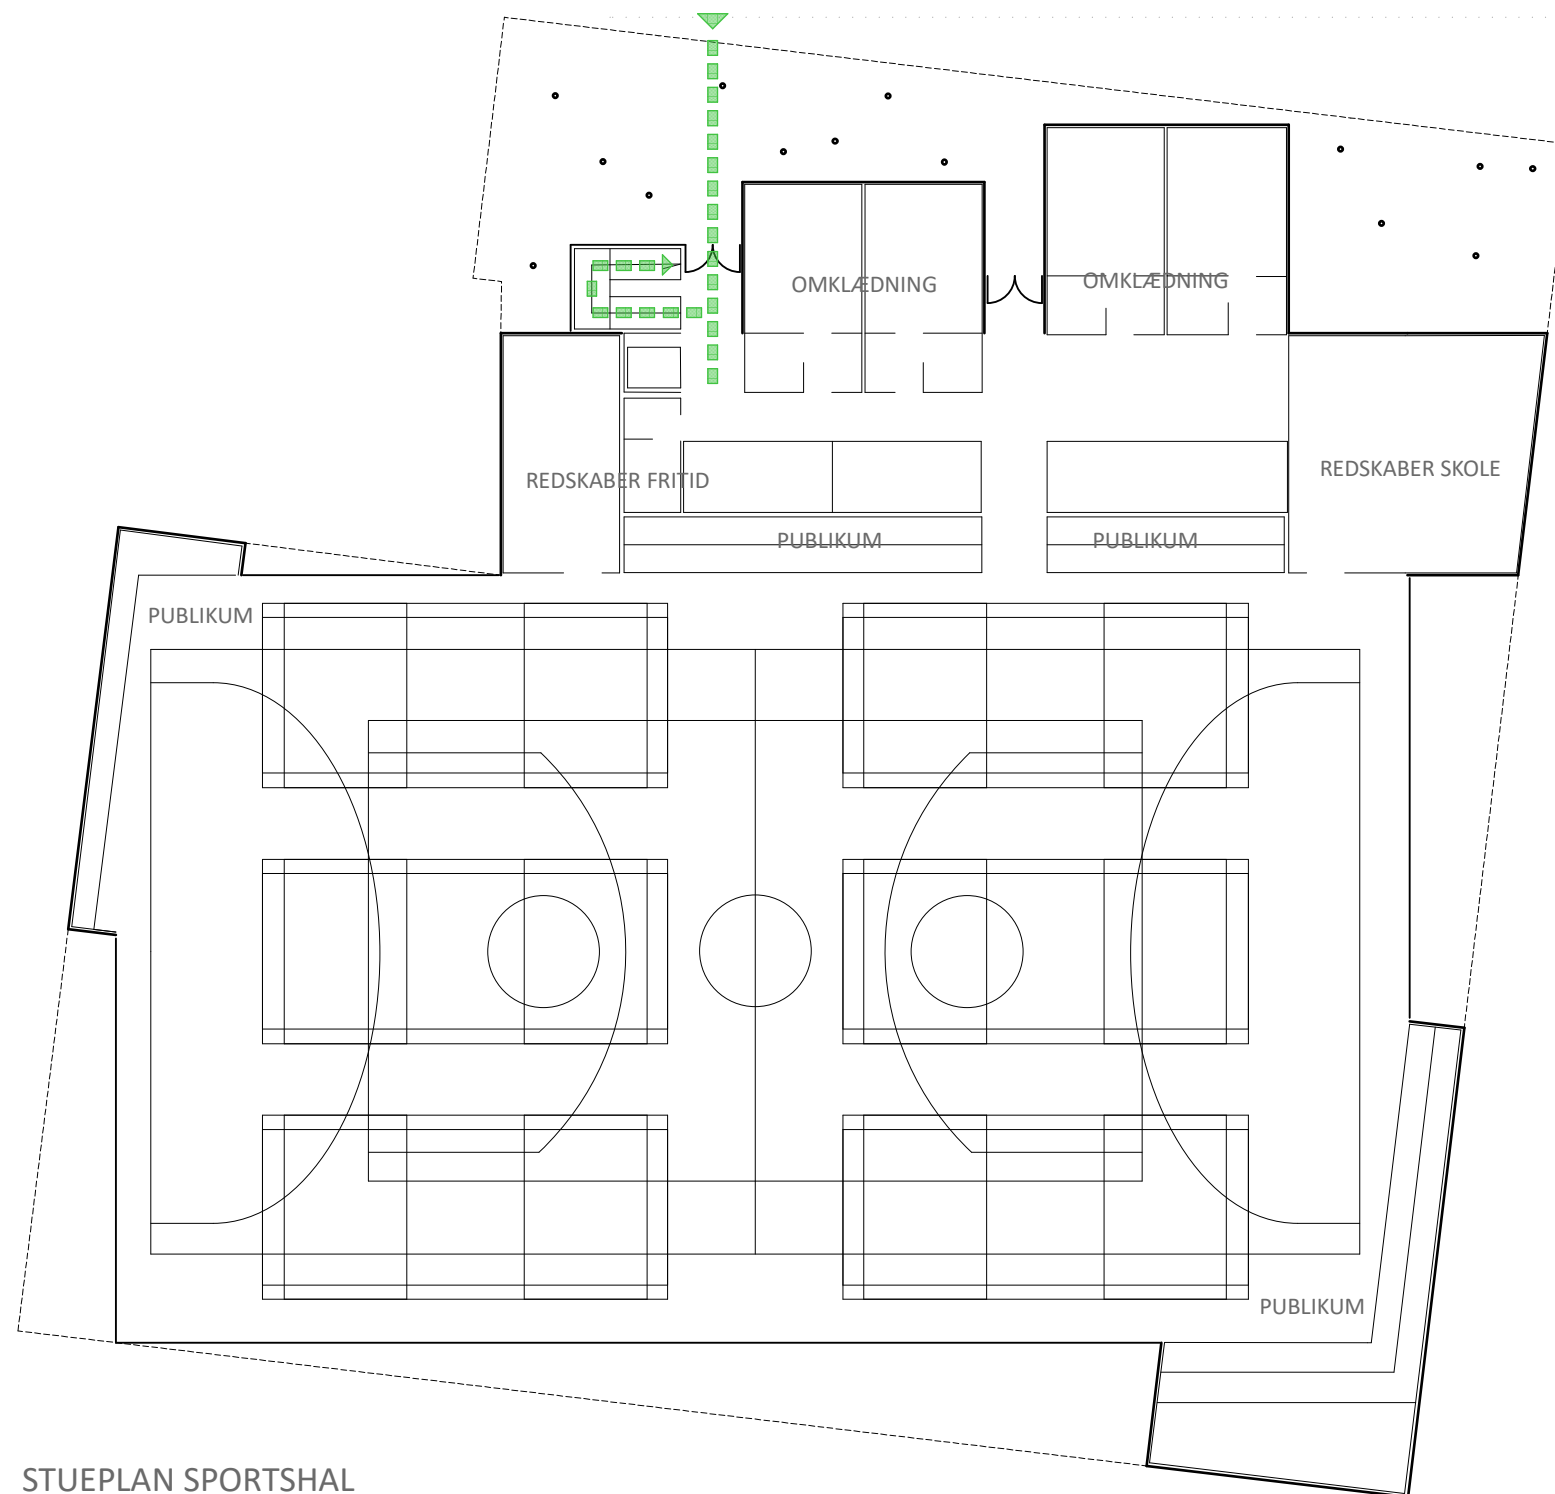 OMKLÆDNING
OMKLÆDNING
REDSKABER FRITID
REDSKABER SKOLE
PUBLIKUM
PUBLIKUM
PUBLIKUM
PUBLIKUM
STUEPLAN SPORTSHAL